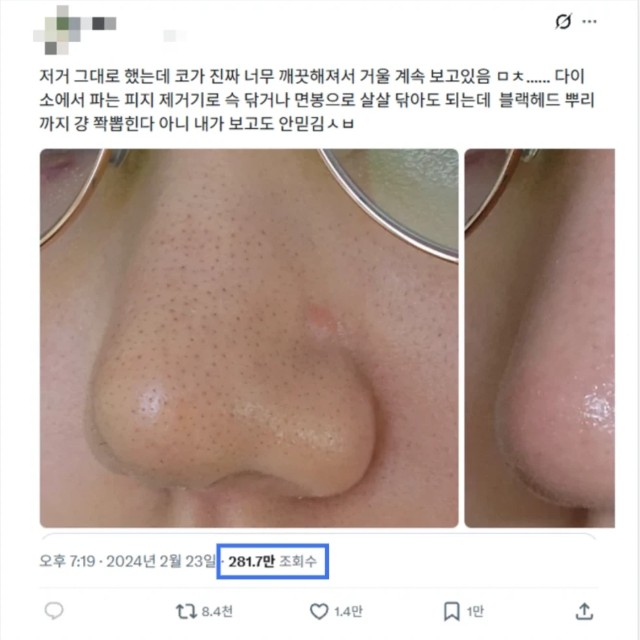 저거 그대로 했는데 코가 진짜 너무 깨끗해져서 거울 계속 보고있음 ㅁㅊ...... 다이
소에서 파는 피지 제거기로 슥 닦거나 면봉으로 살살 닦아도 되는데 블랙헤드 뿌리
까지 걍 쫙뽑힌다 아니 내가 보고도 안믿김ㅅㅂ
오후 7:19 · 2024년 2월 23일 · 281.7만 조회수
8.4천 1.4만 1만